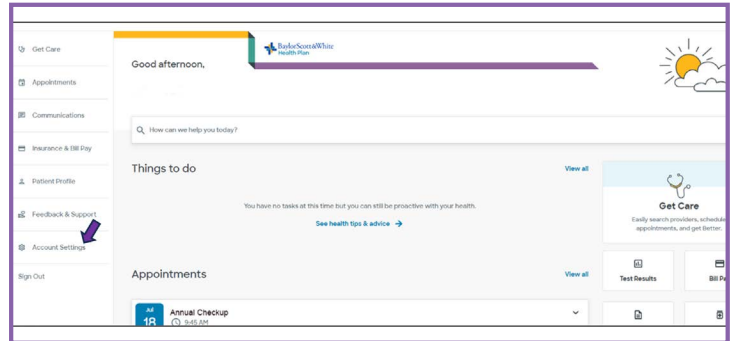 Get Care
Appointments
Communications
Insurance & Bill Pay
Patient Profile
Feedback & Support
Account Settings
Sign Out
BaylorScott&White
Health Plan
Good afternoon,
How can we help you today?
Things to do
View all
You have no tasks at this time but you can still be proactive with your health.
See health tips & advice →
Appointments
View all
Jul
18
Annual Checkup
9:45 AM
Get Care
Easily search providers, schedule
appointments, and get Better.
Test Results
Bill Pa